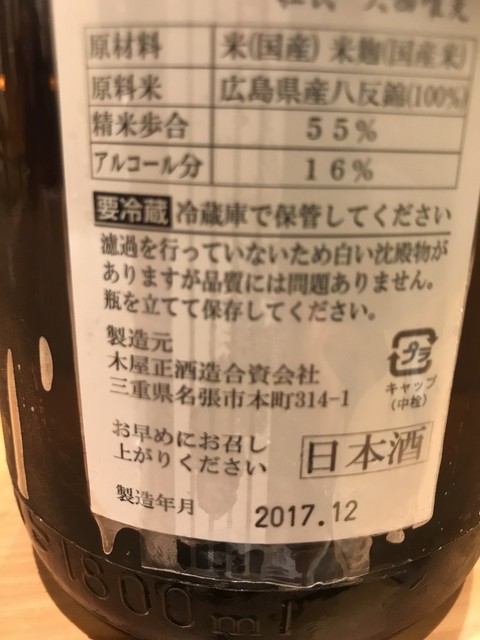 原材料 米(国産) 米麹(国産米)
原料米 広島県産八反錦(100%)
精米歩合 55%
アルコール分 16%
要冷蔵 冷蔵庫で保管してください
濾過を行っていないため白い沈殿物が
ありますが品質には問題ありません。
瓶を立てて保存してください。
製造元
木屋正酒造合資会社
三重県名張市本町314-1
プラ
キャップ
(中栓)
お早めにお召し
上がりください
日本酒
製造年月 2017.12
1800ml